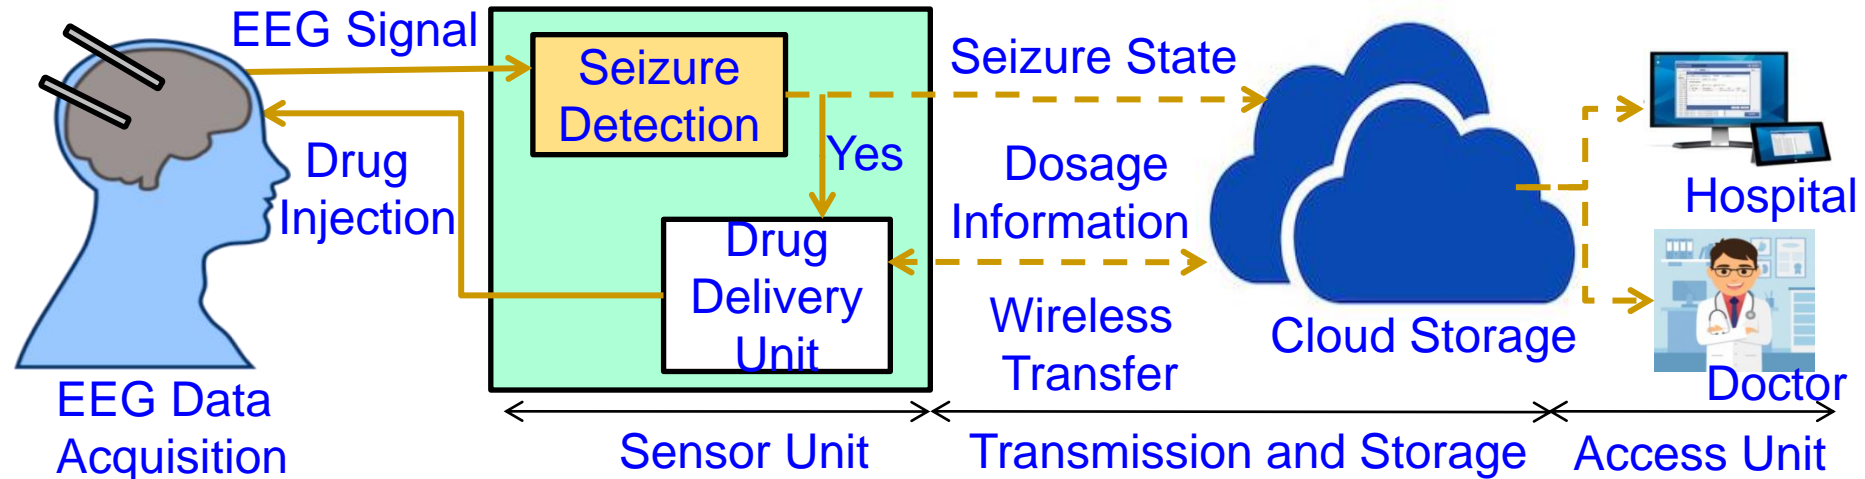 EEG Signal
Drug
Injection
EEG Data
Acquisition
Seizure
Detection
Yes
Drug
Delivery
Unit
Sensor Unit
Seizure State
Dosage
Information
Wireless
Transfer
Cloud Storage
Transmission and Storage
Hospital
Doctor
Access Unit